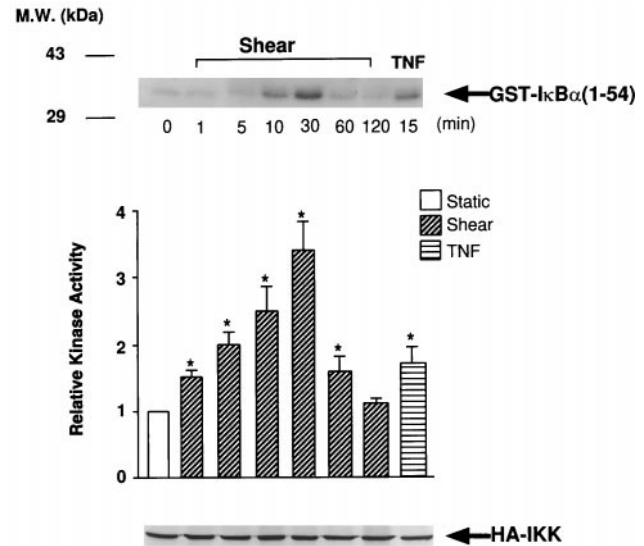 M.W. (kDa)
Shear
TNF
43
GST-IκBα(1-54)
29
0 1 5 10 30 60 120 15 (min)
Static
Shear
TNF
Relative Kinase Activity
4
3
2
1
0
* * * * * *
HA-IKK